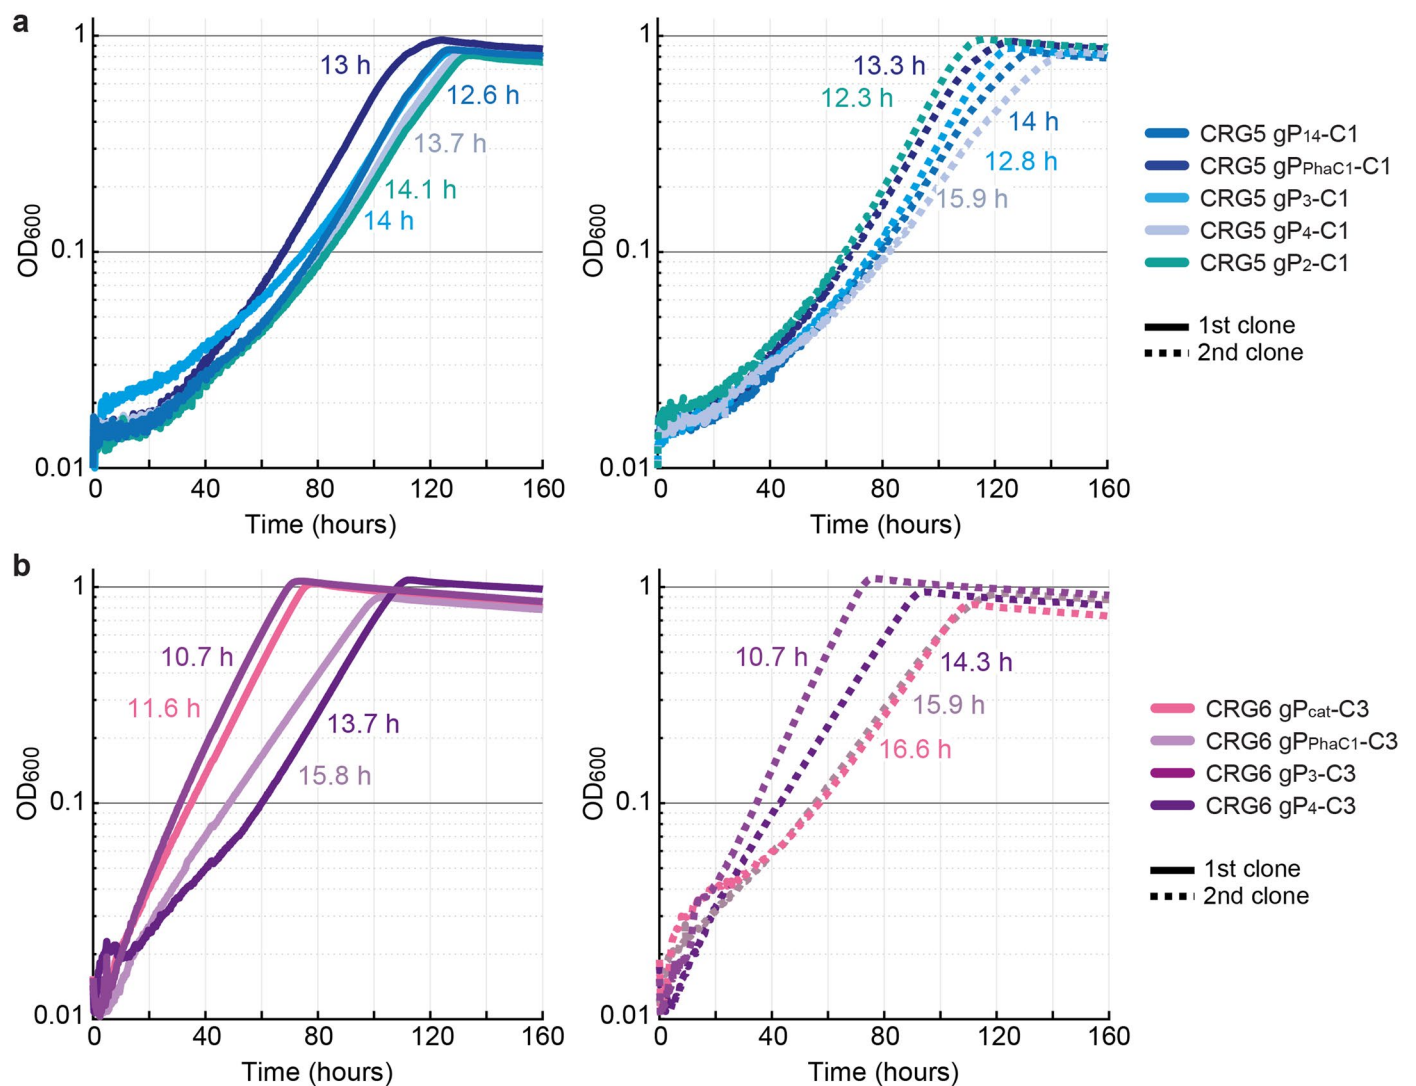 a
1
0.1
0.01
OD600
13 h
12.6 h
13.7 h
14.1 h
14 h
0 40 80 120 160
Time (hours)
1
0.1
0.01
OD600
13.3 h
12.3 h
14 h
12.8 h
15.9 h
0 40 80 120 160
Time (hours)
CRG5 gP14-C1
CRG5 gPPhaC1-C1
CRG5 gP3-C1
CRG5 gP4-C1
CRG5 gP2-C1
1st clone
2nd clone
b
1
0.1
0.01
OD600
10.7 h
11.6 h
13.7 h
15.8 h
0 40 80 120 160
Time (hours)
1
0.1
0.01
OD600
10.7 h
14.3 h
15.9 h
16.6 h
0 40 80 120 160
Time (hours)
CRG6 gPcat-C3
CRG6 gPPhaC1-C3
CRG6 gP3-C3
CRG6 gP4-C3
1st clone
2nd clone